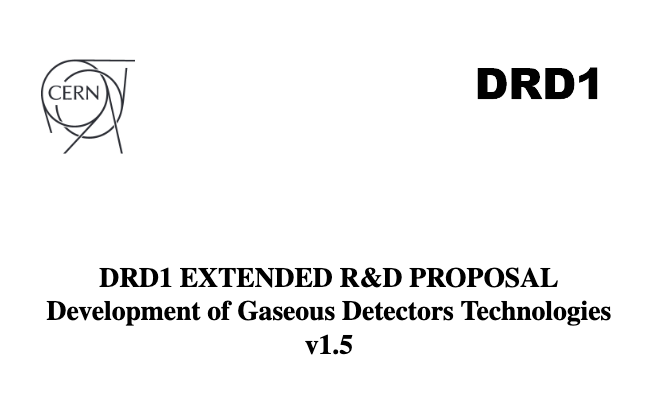 CERN
DRD1
DRD1 EXTENDED R&D PROPOSAL
Development of Gaseous Detectors Technologies
v1.5